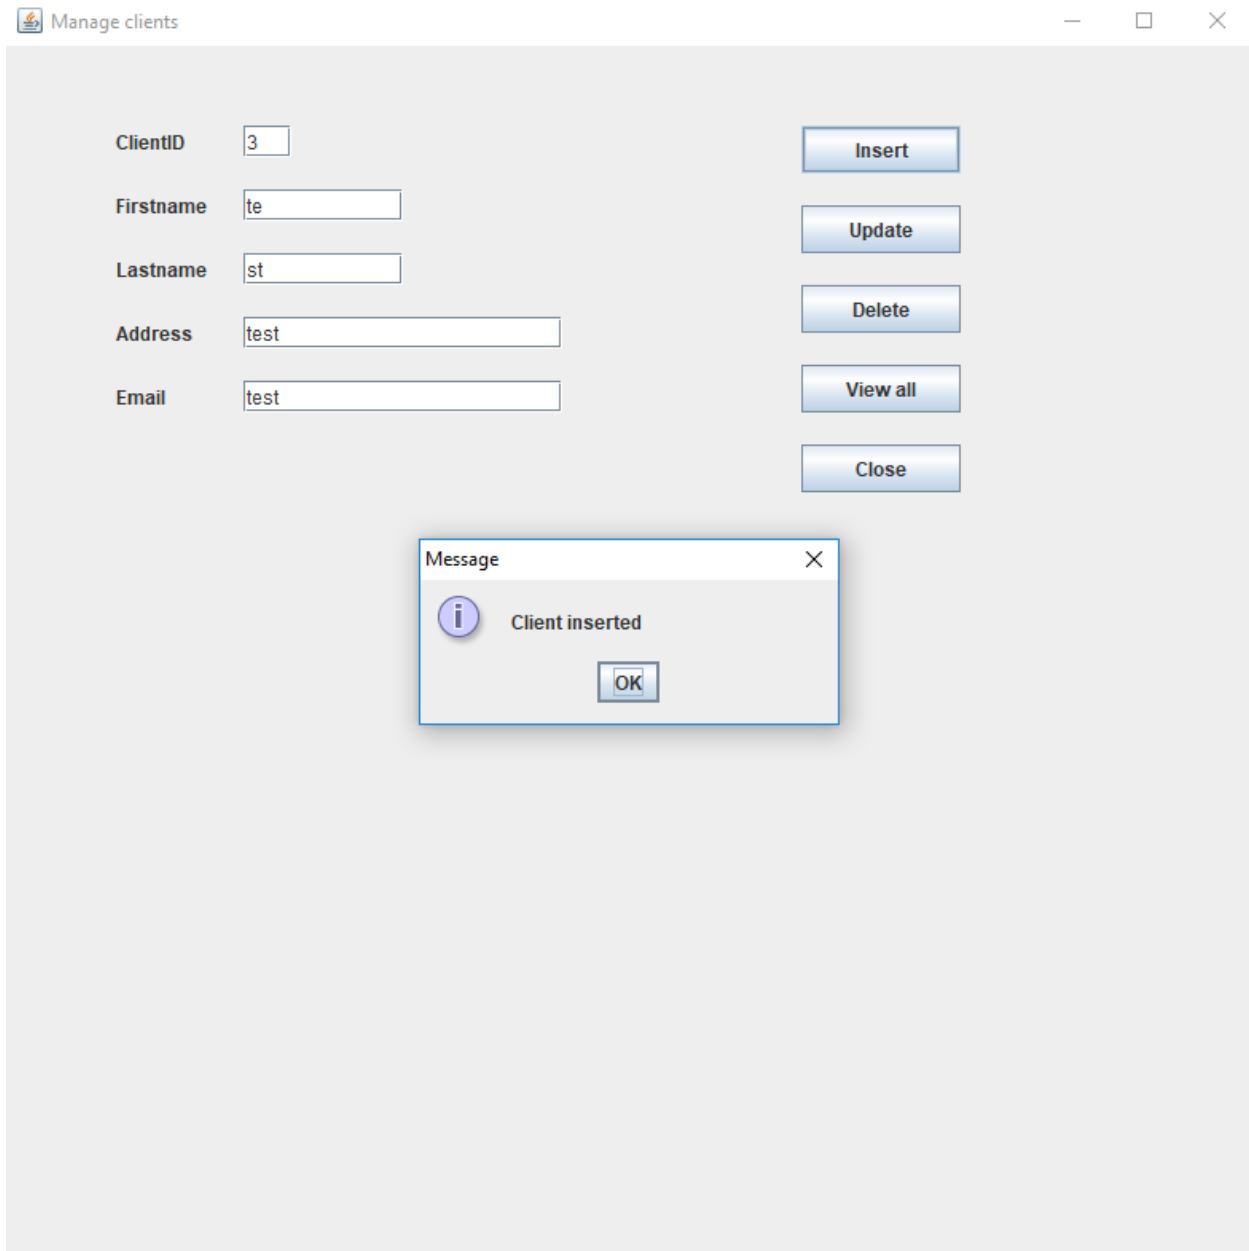 Manage clients
ClientID 3 Insert
Firstname te
Update
Lastname st
Delete
Address test
Email test View all
Close
Message
i Client inserted
OK